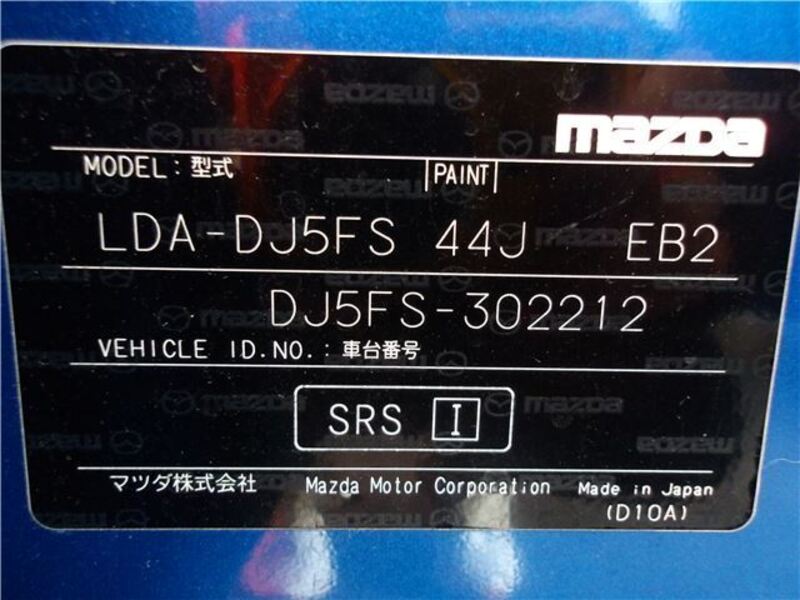 mazda
MODEL：型式 PAINT
LDA-DJ5FS 44J EB2
DJ5FS-302212
VEHICLE ID.NO.：車台番号
SRS I
マツダ株式会社 Mazda Motor Corporation Made in Japan
(D10A)